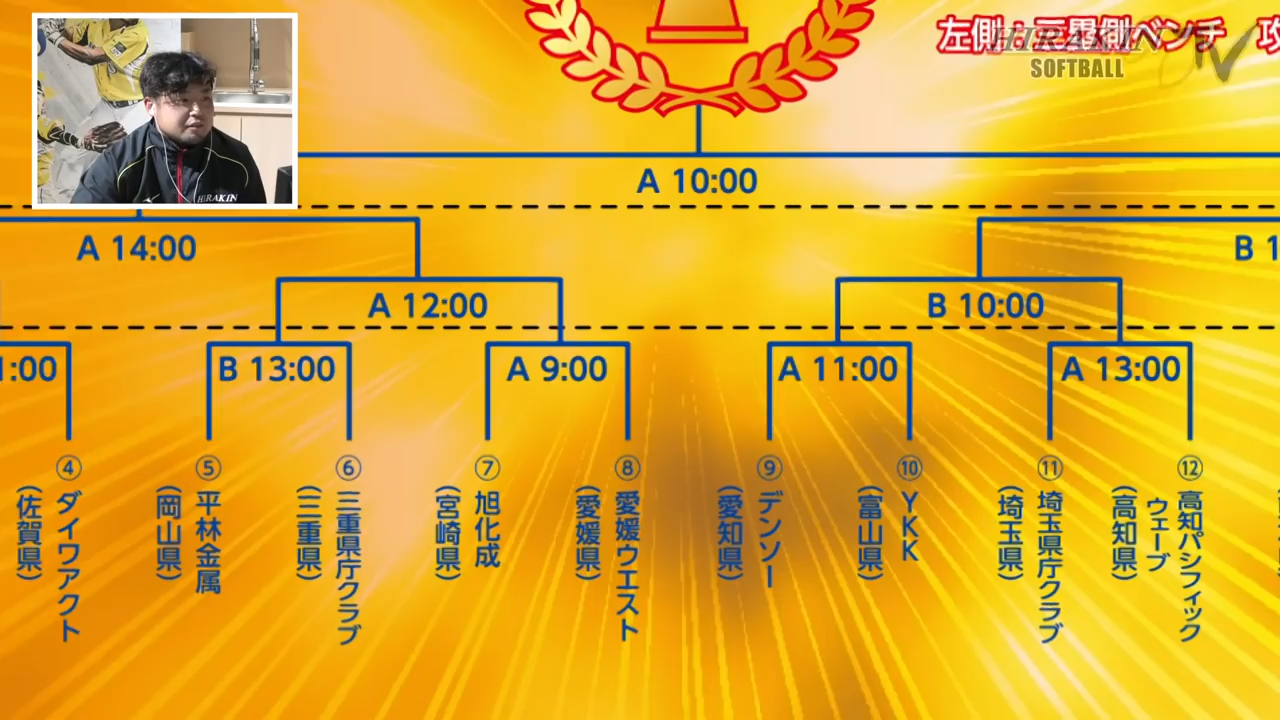 左側：三塁側ベンチ 攻
HIRAKIN TV
SOFTBALL
HIRAKIN
A 10:00
A 14:00
B 1
A 12:00
B 10:00
1:00
B 13:00
A 9:00
A 11:00
A 13:00
④ ダイワアクト
（佐賀県）
⑤ 平林金属
（岡山県）
⑥ 三重県庁クラブ
（三重県）
⑦ 旭化成
（宮崎県）
⑧ 愛媛ウエスト
（愛媛県）
⑨ デンソー
（愛知県）
⑩ YKK
（富山県）
⑪ 埼玉県庁クラブ
（埼玉県）
⑫ 高知パシフィック
ウェーブ
（高知県）